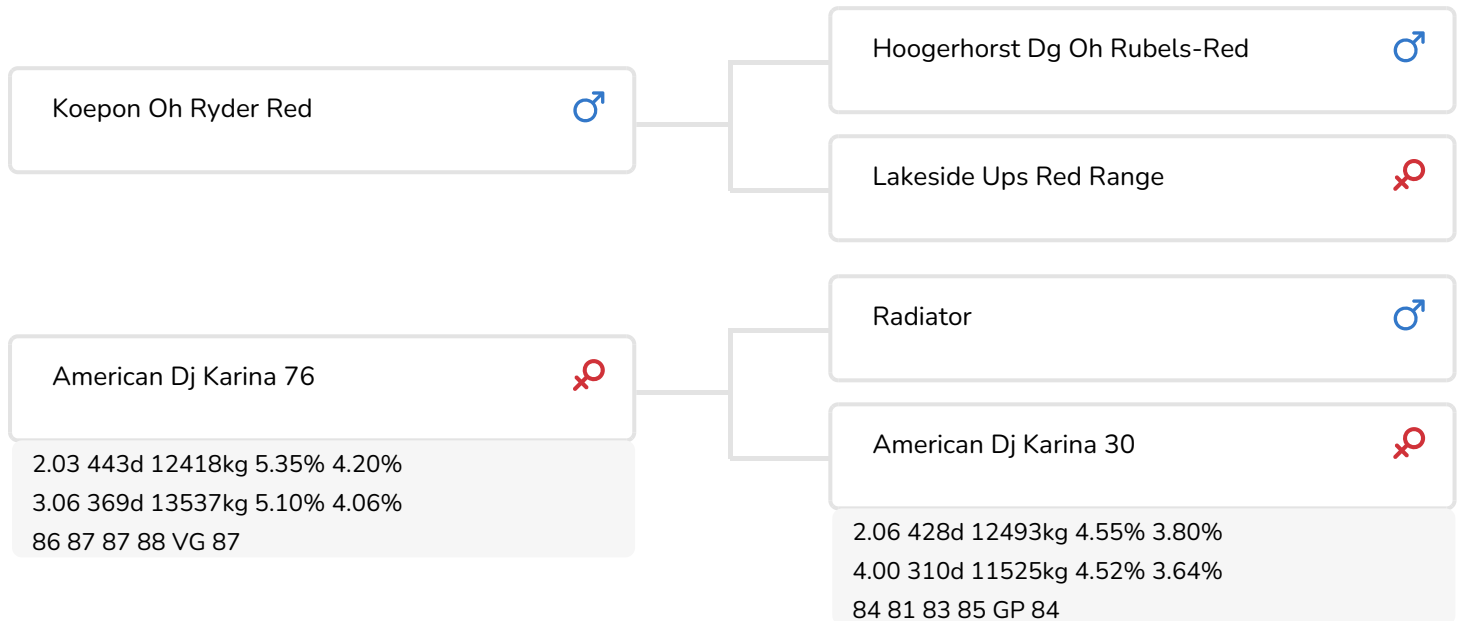 Koepon Oh Ryder Red
Hoogerhorst Dg Oh Rubels-Red
Lakeside Ups Red Range
American Dj Karina 76
2.03 443d 12418kg 5.35% 4.20%
3.06 369d 13537kg 5.10% 4.06%
86 87 87 88 VG 87
Radiator
American Dj Karina 30
2.06 428d 12493kg 4.55% 3.80%
4.00 310d 11525kg 4.52% 3.64%
84 81 83 85 GP 84